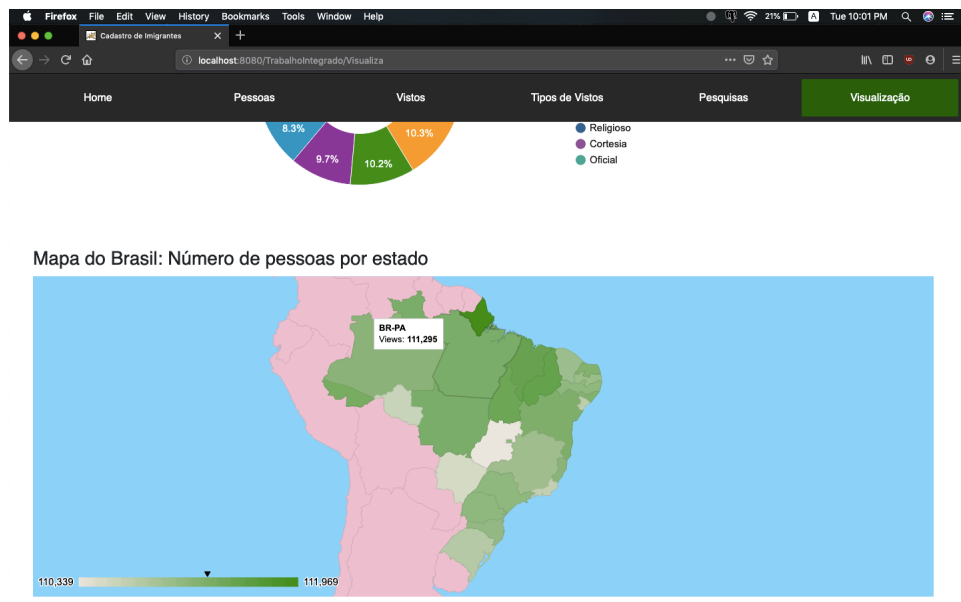 Firefox File Edit View History Bookmarks Tools Window Help 21% A Tue 10:01 PM
Cadastro de Imigrantes
localhost:8080/TrabalhoIntegrado/Visualiza
Home Pessoas Vistos Tipos de Vistos Pesquisas Visualização
8.3% 10.3% Religioso
9.7% 10.2% Cortesia
Oficial
Mapa do Brasil: Número de pessoas por estado
BR-PA
Views: 111,295
110,339 111,969